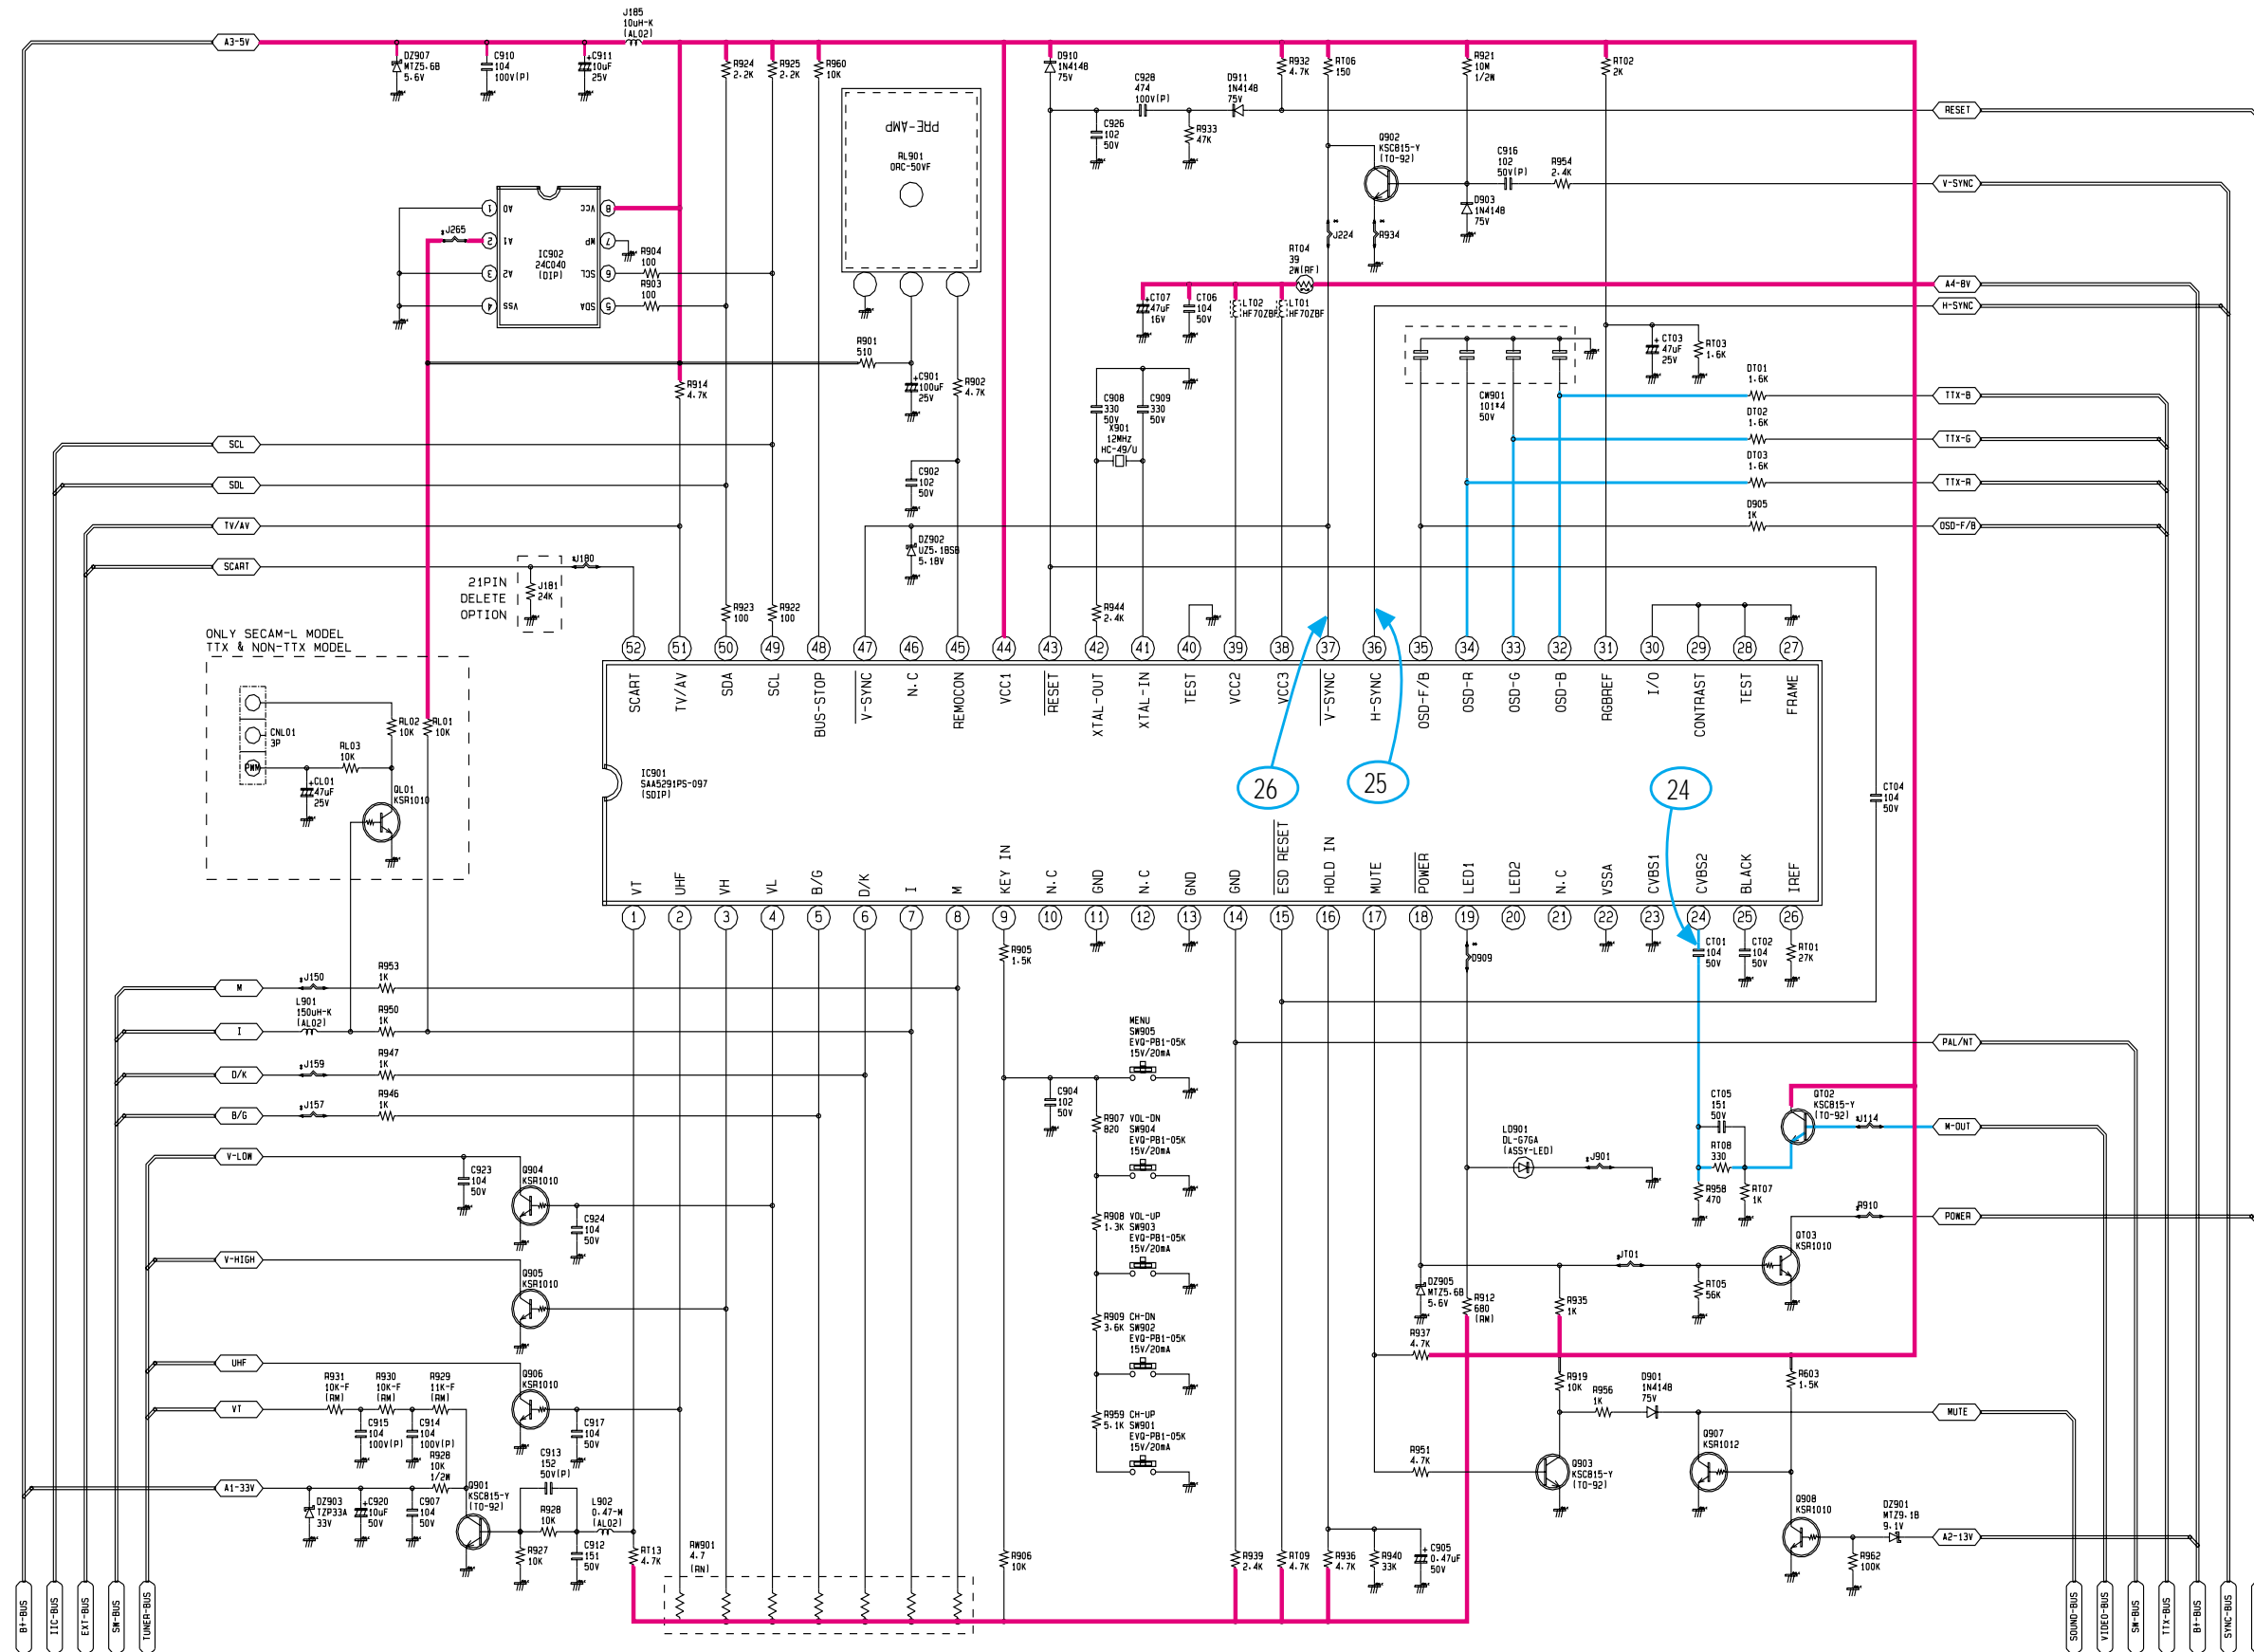 J185
10uH-K
(AL02)
A3-5V
DZ907
MTZ5.6B
5.6V
C910
104
100V(P)
C911
10uF
25V
R924
2.2K
R925
2.2K
R960
10K
PRE-AMP
RL901
ORC-50VF
D910
1N4148
75V
C928
474
100V(P)
D911
1N4148
75V
R932
4.7K
RT06
150
R921
10M
1/2W
RT02
2K
C926
102
50V
R933
47K
RESET
Q902
KSC815-Y
(TO-92)
C916
102
50V(P)
R954
2.4K
V-SYNC
D903
1N4148
75V
J224
R934
1 A0
2 A1
3 A2
4 VSS
VCC 8
WP 7
SCL 6
SDA 5
IC902
24C040
(DIP)
J265
R904
100
R903
100
RT04
39
2W(RF)
A4-8V
H-SYNC
CT07
47uF
16V
CT06
104
50V
LT02
HF70ZBF
LT01
HF70ZBF
R901
510
C901
100uF
25V
R902
4.7K
R914
4.7K
C908
330
50V
C909
330
50V
X901
12MHz
HC-49/U
CW901
101*4
50V
CT03
47uF
25V
RT03
1.6K
DT01
1.6K
TTX-B
DT02
1.6K
TTX-G
DT03
1.6K
TTX-R
D905
1K
OSD-F/B
SCL
SDL
TV/AV
SCART
C902
102
50V
DZ902
UZ5.1BSB
5.18V
21PIN
DELETE
OPTION
J180
J181
24K
R923
100
R922
100
R944
2.4K
ONLY SECAM-L MODEL
TTX & NON-TTX MODEL
CNL01
3P
PWM
RL02
10K
RL01
10K
RL03
10K
CL01
47uF
25V
QL01
KSR1010
52 51 50 49 48 47 46 45 44 43 42 41 40 39 38 37 36 35 34 33 32 31 30 29 28 27
SCART TV/AV SDA SCL BUS-STOP V-SYNC N.C REMOCON VCC1 RESET XTAL-OUT XTAL-IN TEST VCC2 VCC3 V-SYNC H-SYNC OSD-F/B OSD-R OSD-G OSD-B RGBREF I/O CONTRAST TEST FRAME
IC901
SAA5291PS-097
(SDIP)
26
25
24
CT04
104
50V
VT UHF VH VL B/G D/K I M KEY IN N.C GND N.C GND GND ESD RESET HOLD IN MUTE POWER LED1 LED2 N.C VSSA CVBS1 CVBS2 BLACK IREF
1 2 3 4 5 6 7 8 9 10 11 12 13 14 15 16 17 18 19 20 21 22 23 24 25 26
R905
1.5K
D909
CT01
104
50V
CT02
104
50V
RT01
27K
M
J150
R953
1K
I
L901
150uH-K
(AL02)
R950
1K
D/K
J159
R947
1K
B/G
J157
R946
1K
MENU
SW905
EVQ-PB1-05K
15V/20mA
C904
102
50V
R907
820
VOL-DN
SW904
EVQ-PB1-05K
15V/20mA
R908
1.3K
VOL-UP
SW903
EVQ-PB1-05K
15V/20mA
R909
3.6K
CH-DN
SW902
EVQ-PB1-05K
15V/20mA
R959
5.1K
CH-UP
SW901
EVQ-PB1-05K
15V/20mA
PAL/NT
CT05
151
50V
QT02
KSC815-Y
(TO-92)
J114
M-OUT
RT08
330
R958
470
RT07
1K
LD901
DL-G7GA
(ASSY-LED)
J901
R910
POWER
QT03
KSR1010
JT01
RT05
56K
DZ905
MTZ5.6B
5.6V
R912
680
(RM)
R935
1K
R937
4.7K
V-LOW
C923
104
50V
Q904
KSR1010
C924
104
50V
V-HIGH
Q905
KSR1010
UHF
Q906
KSR1010
C917
104
50V
VT
R931
10K-F
(RM)
R930
10K-F
(RM)
R929
11K-F
(RM)
C915
104
100V(P)
C914
104
100V(P)
R928
10K
1/2W
A1-33V
DZ903
TZP33A
33V
C920
10uF
50V
C907
104
50V
Q901
KSC815-Y
(TO-92)
C913
152
50V(P)
R928
10K
L902
0.47-M
(AL02)
R927
10K
C912
151
50V
RT13
4.7K
RW901
4.7
(RN)
R906
10K
R939
2.4K
RT09
4.7K
R936
4.7K
R940
33K
C905
0.47uF
50V
R919
10K
R956
1K
D901
1N4148
75V
R603
1.5K
MUTE
R951
4.7K
Q903
KSC815-Y
(TO-92)
Q907
KSR1012
Q908
KSR1010
DZ901
MTZ9.1B
9.1V
A2-13V
R962
100K
B+-BUS
IIC-BUS
EXT-BUS
SW-BUS
TUNER-BUS
SOUND-BUS
VIDEO-BUS
SW-BUS
TTX-BUS
B+-BUS
SYNC-BUS